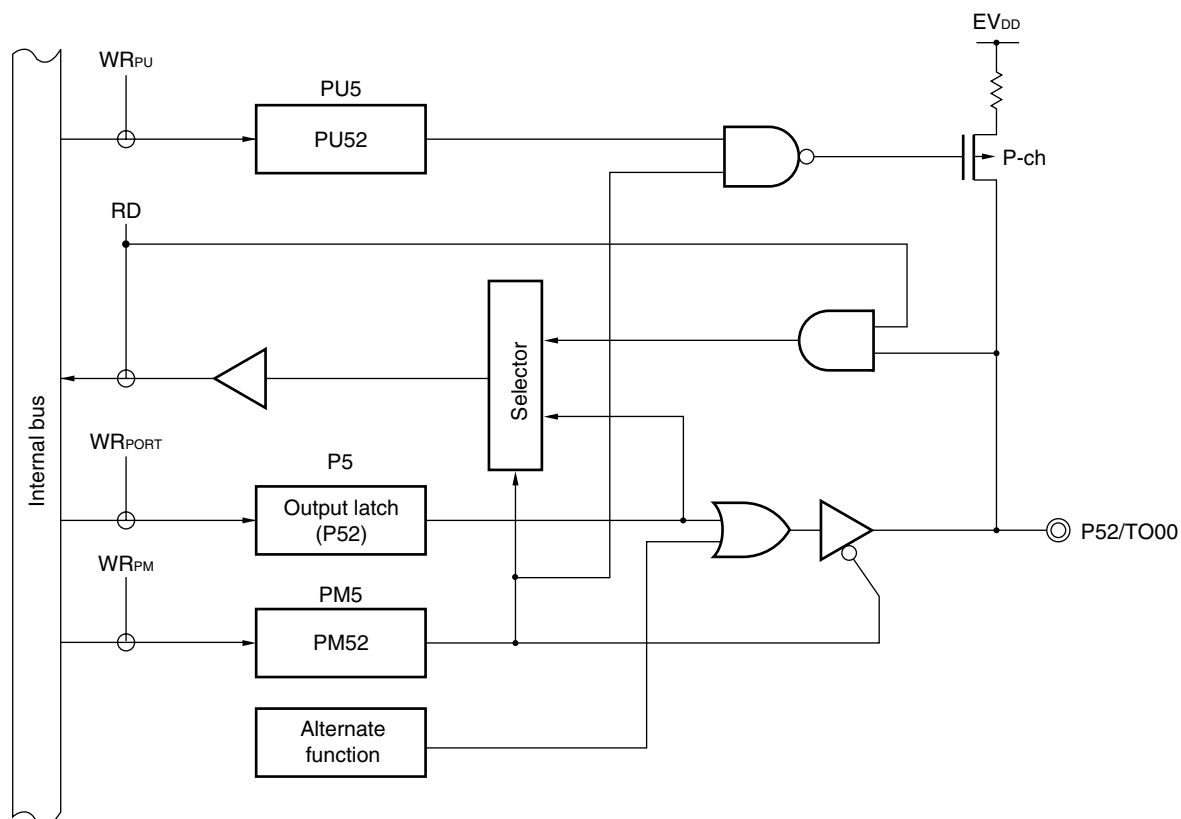 EVDD
WRPU
PU5
PU52
P-ch
RD
Selector
Internal bus
WRPORT
P5
Output latch
(P52)
P52/TO00
WRPM
PM5
PM52
Alternate
function